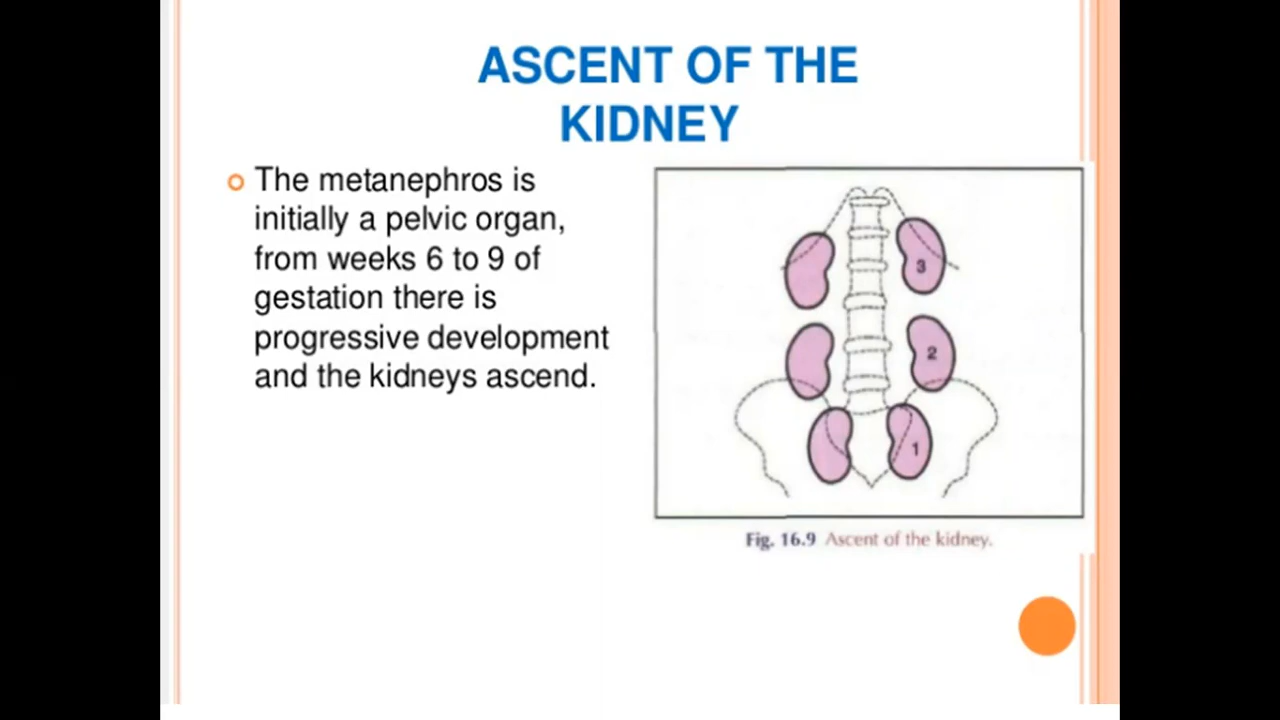 ASCENT OF THE
KIDNEY
The metanephros is
initially a pelvic organ,
from weeks 6 to 9 of
gestation there is
progressive development
and the kidneys ascend.
3
2
1
Fig. 16.9 Ascent of the kidney.